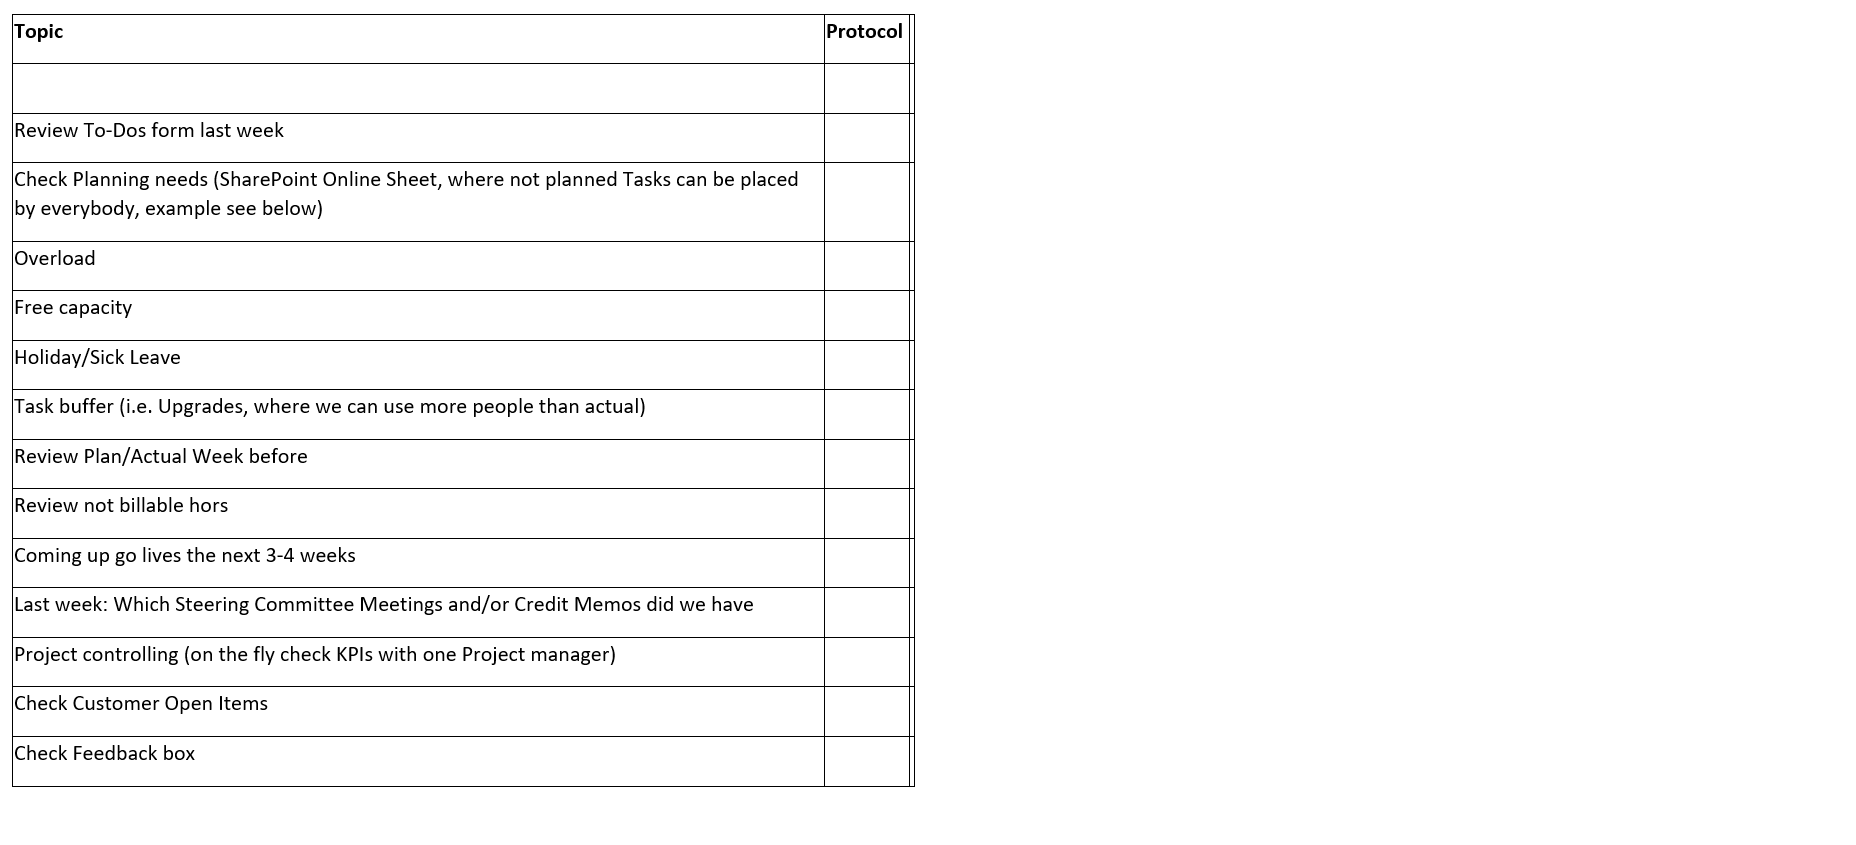 Topic Protocol
Review To-Dos form last week
Check Planning needs (SharePoint Online Sheet, where not planned Tasks can be placed
by everybody, example see below)
Overload
Free capacity
Holiday/Sick Leave
Task buffer (i.e. Upgrades, where we can use more people than actual)
Review Plan/Actual Week before
Review not billable hors
Coming up go lives the next 3-4 weeks
Last week: Which Steering Committee Meetings and/or Credit Memos did we have
Project controlling (on the fly check KPIs with one Project manager)
Check Customer Open Items
Check Feedback box